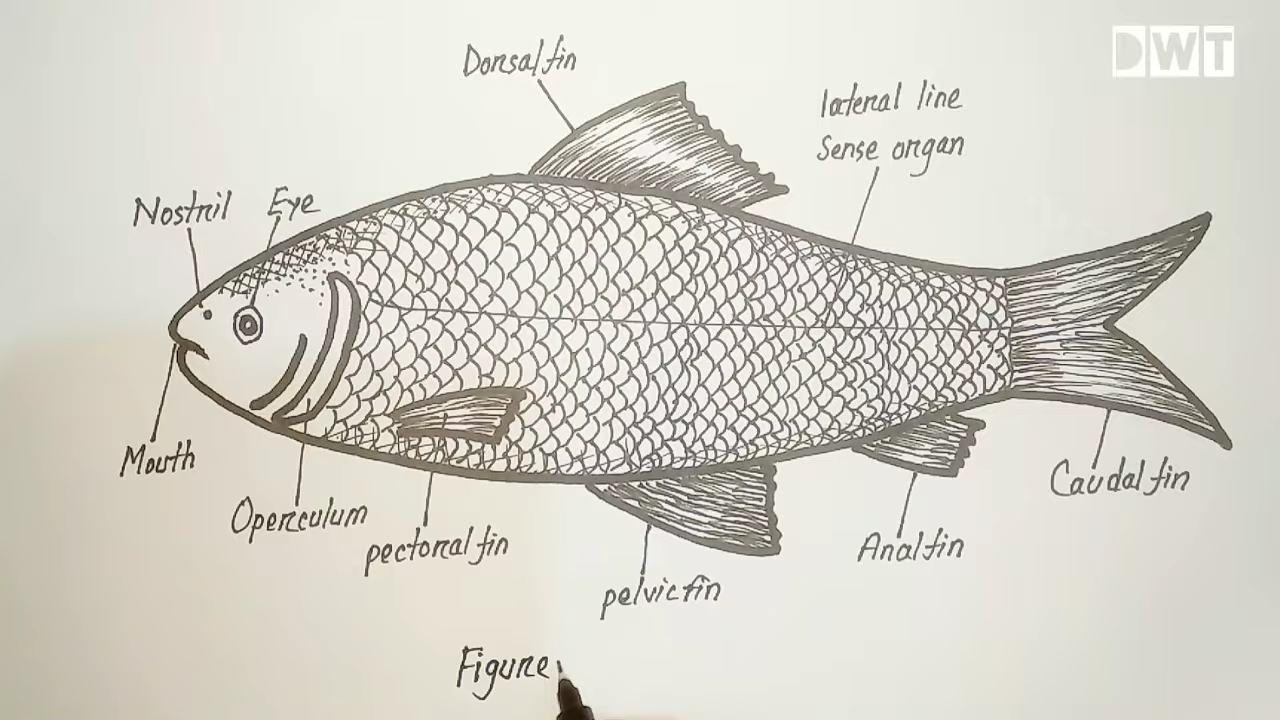 DWT
Dorsal fin
lateral line
Sense organ
Nostril
Eye
Mouth
Operculum
pectoral fin
pelvic fin
Anal fin
Caudal fin
Figure